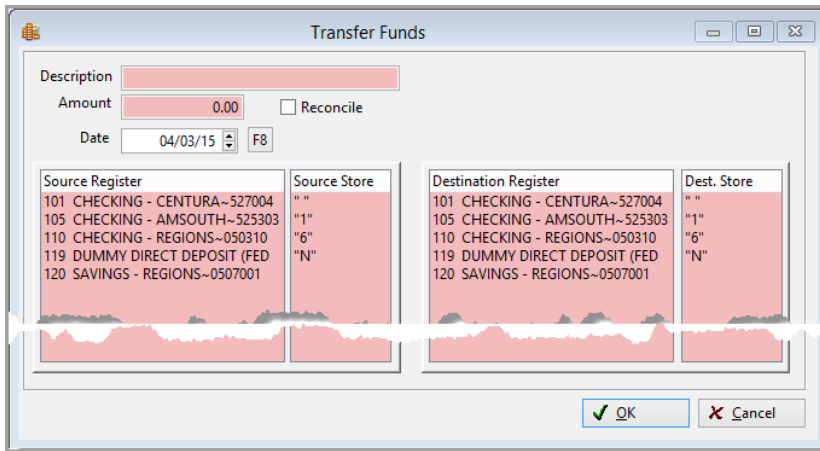 Transfer Funds
Description
Amount 0.00 Reconcile
Date 04/03/15 F8
Source Register Source Store Destination Register Dest. Store
101 CHECKING - CENTURA~527004 " " 101 CHECKING - CENTURA~527004 " "
105 CHECKING - AMSOUTH~525303 "1" 105 CHECKING - AMSOUTH~525303 "1"
110 CHECKING - REGIONS~050310 "6" 110 CHECKING - REGIONS~050310 "6"
119 DUMMY DIRECT DEPOSIT (FED "N" 119 DUMMY DIRECT DEPOSIT (FED "N"
120 SAVINGS - REGIONS~0507001 120 SAVINGS - REGIONS~0507001
OK Cancel